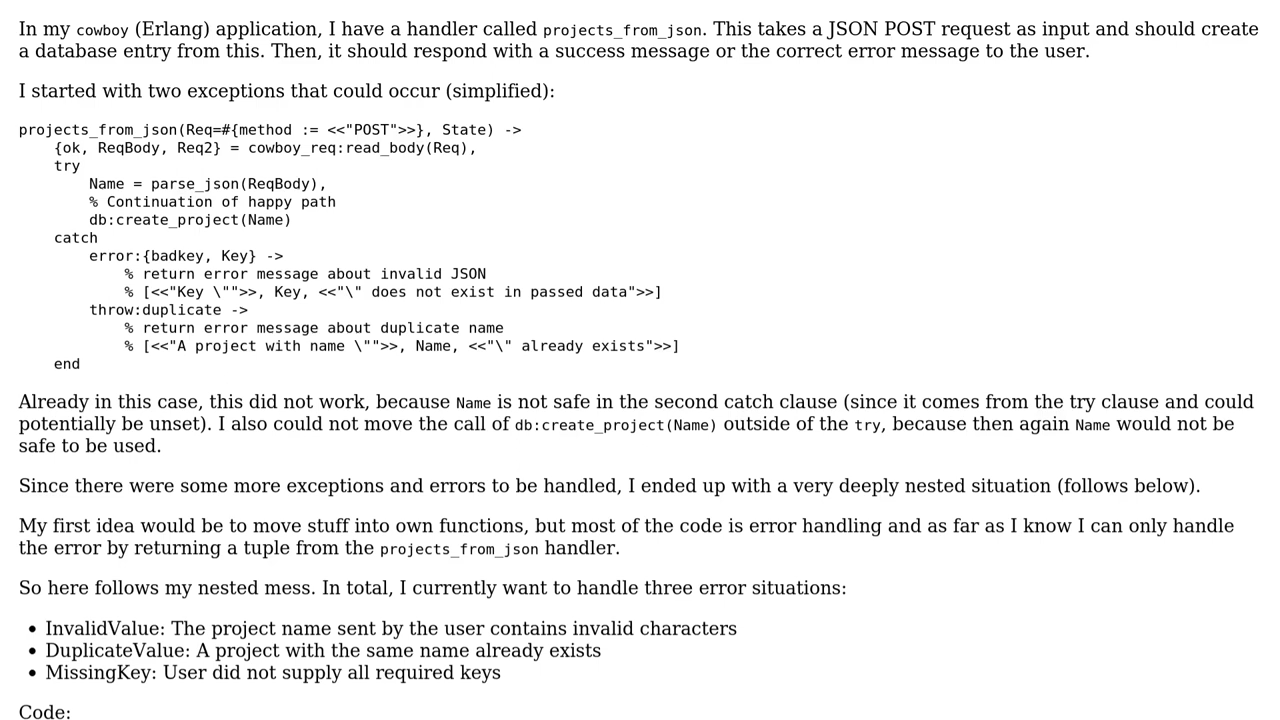 In my cowboy (Erlang) application, I have a handler called projects_from_json. This takes a JSON POST request as input and should create
a database entry from this. Then, it should respond with a success message or the correct error message to the user.
I started with two exceptions that could occur (simplified):
projects_from_json(Req=#{method := <<"POST">>}, State) ->
    {ok, ReqBody, Req2} = cowboy_req:read_body(Req),
    try
        Name = parse_json(ReqBody),
        % Continuation of happy path
        db:create_project(Name)
    catch
        error:{badkey, Key} ->
            % return error message about invalid JSON
            % [<<"Key \"">>, Key, <<"\" does not exist in passed data">>]
        throw:duplicate ->
            % return error message about duplicate name
            % [<<"A project with name \"">>, Name, <<"\" already exists">>]
    end
Already in this case, this did not work, because Name is not safe in the second catch clause (since it comes from the try clause and could
potentially be unset). I also could not move the call of db:create_project(Name) outside of the try, because then again Name would not be
safe to be used.
Since there were some more exceptions and errors to be handled, I ended up with a very deeply nested situation (follows below).
My first idea would be to move stuff into own functions, but most of the code is error handling and as far as I know I can only handle
the error by returning a tuple from the projects_from_json handler.
So here follows my nested mess. In total, I currently want to handle three error situations:
• InvalidValue: The project name sent by the user contains invalid characters
• DuplicateValue: A project with the same name already exists
• MissingKey: User did not supply all required keys
Code: